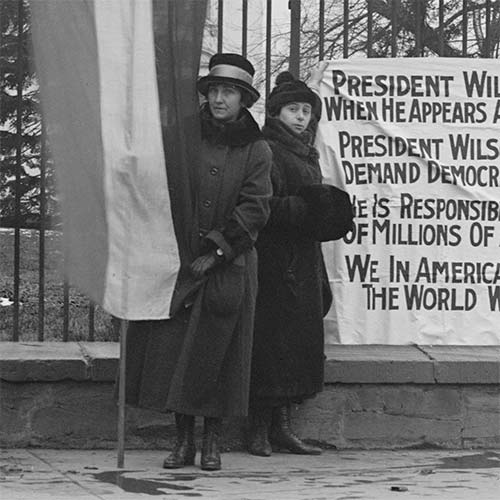 PRESIDENT WIL
WHEN HE APPEARS A
PRESIDENT WILS
DEMAND DEMOCR
HE IS RESPONSIB
OF MILLIONS OF
WE IN AMERICA
THE WORLD W